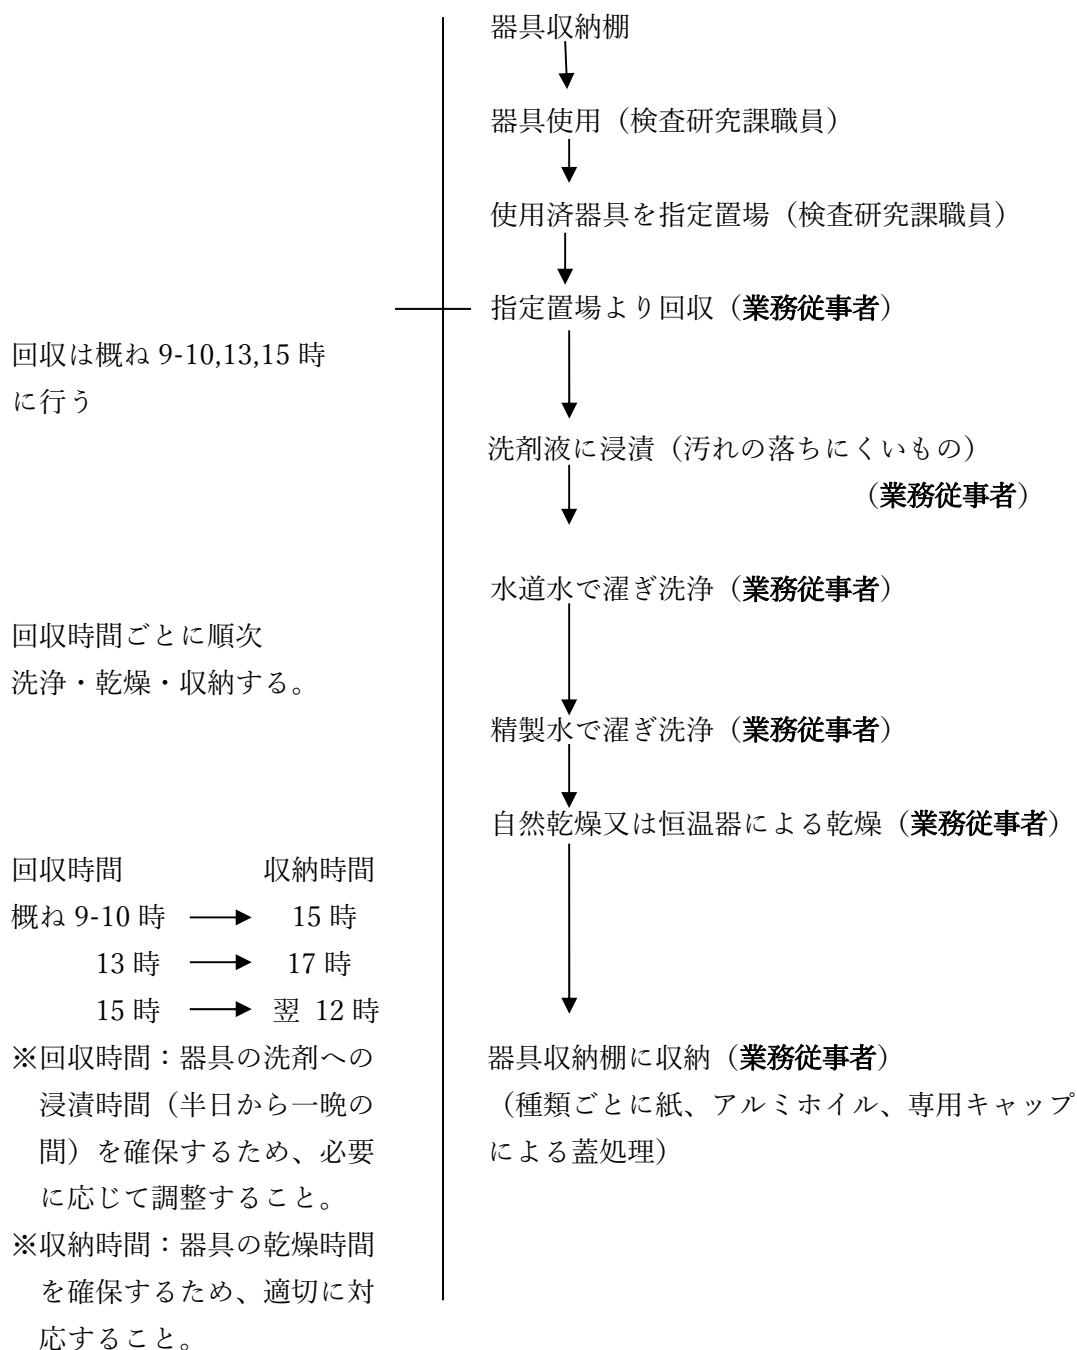 器具収納棚
器具使用（検査研究課職員）
使用済器具を指定置場（検査研究課職員）
指定置場より回収（業務従事者）
回収は概ね 9-10,13,15 時
に行う
洗剤液に浸漬（汚れの落ちにくいもの）
（業務従事者）
水道水で濯ぎ洗浄（業務従事者）
回収時間ごとに順次
洗浄・乾燥・収納する。
精製水で濯ぎ洗浄（業務従事者）
自然乾燥又は恒温器による乾燥（業務従事者）
回収時間 収納時間
概ね 9-10 時 15 時
13 時 17 時
15 時 翌 12 時
※回収時間：器具の洗剤への
浸漬時間（半日から一晩の
間）を確保するため、必要
に応じて調整すること。
※収納時間：器具の乾燥時間
を確保するため、適切に対
応すること。
器具収納棚に収納（業務従事者）
（種類ごとに紙、アルミホイル、専用キャップ
による蓋処理）